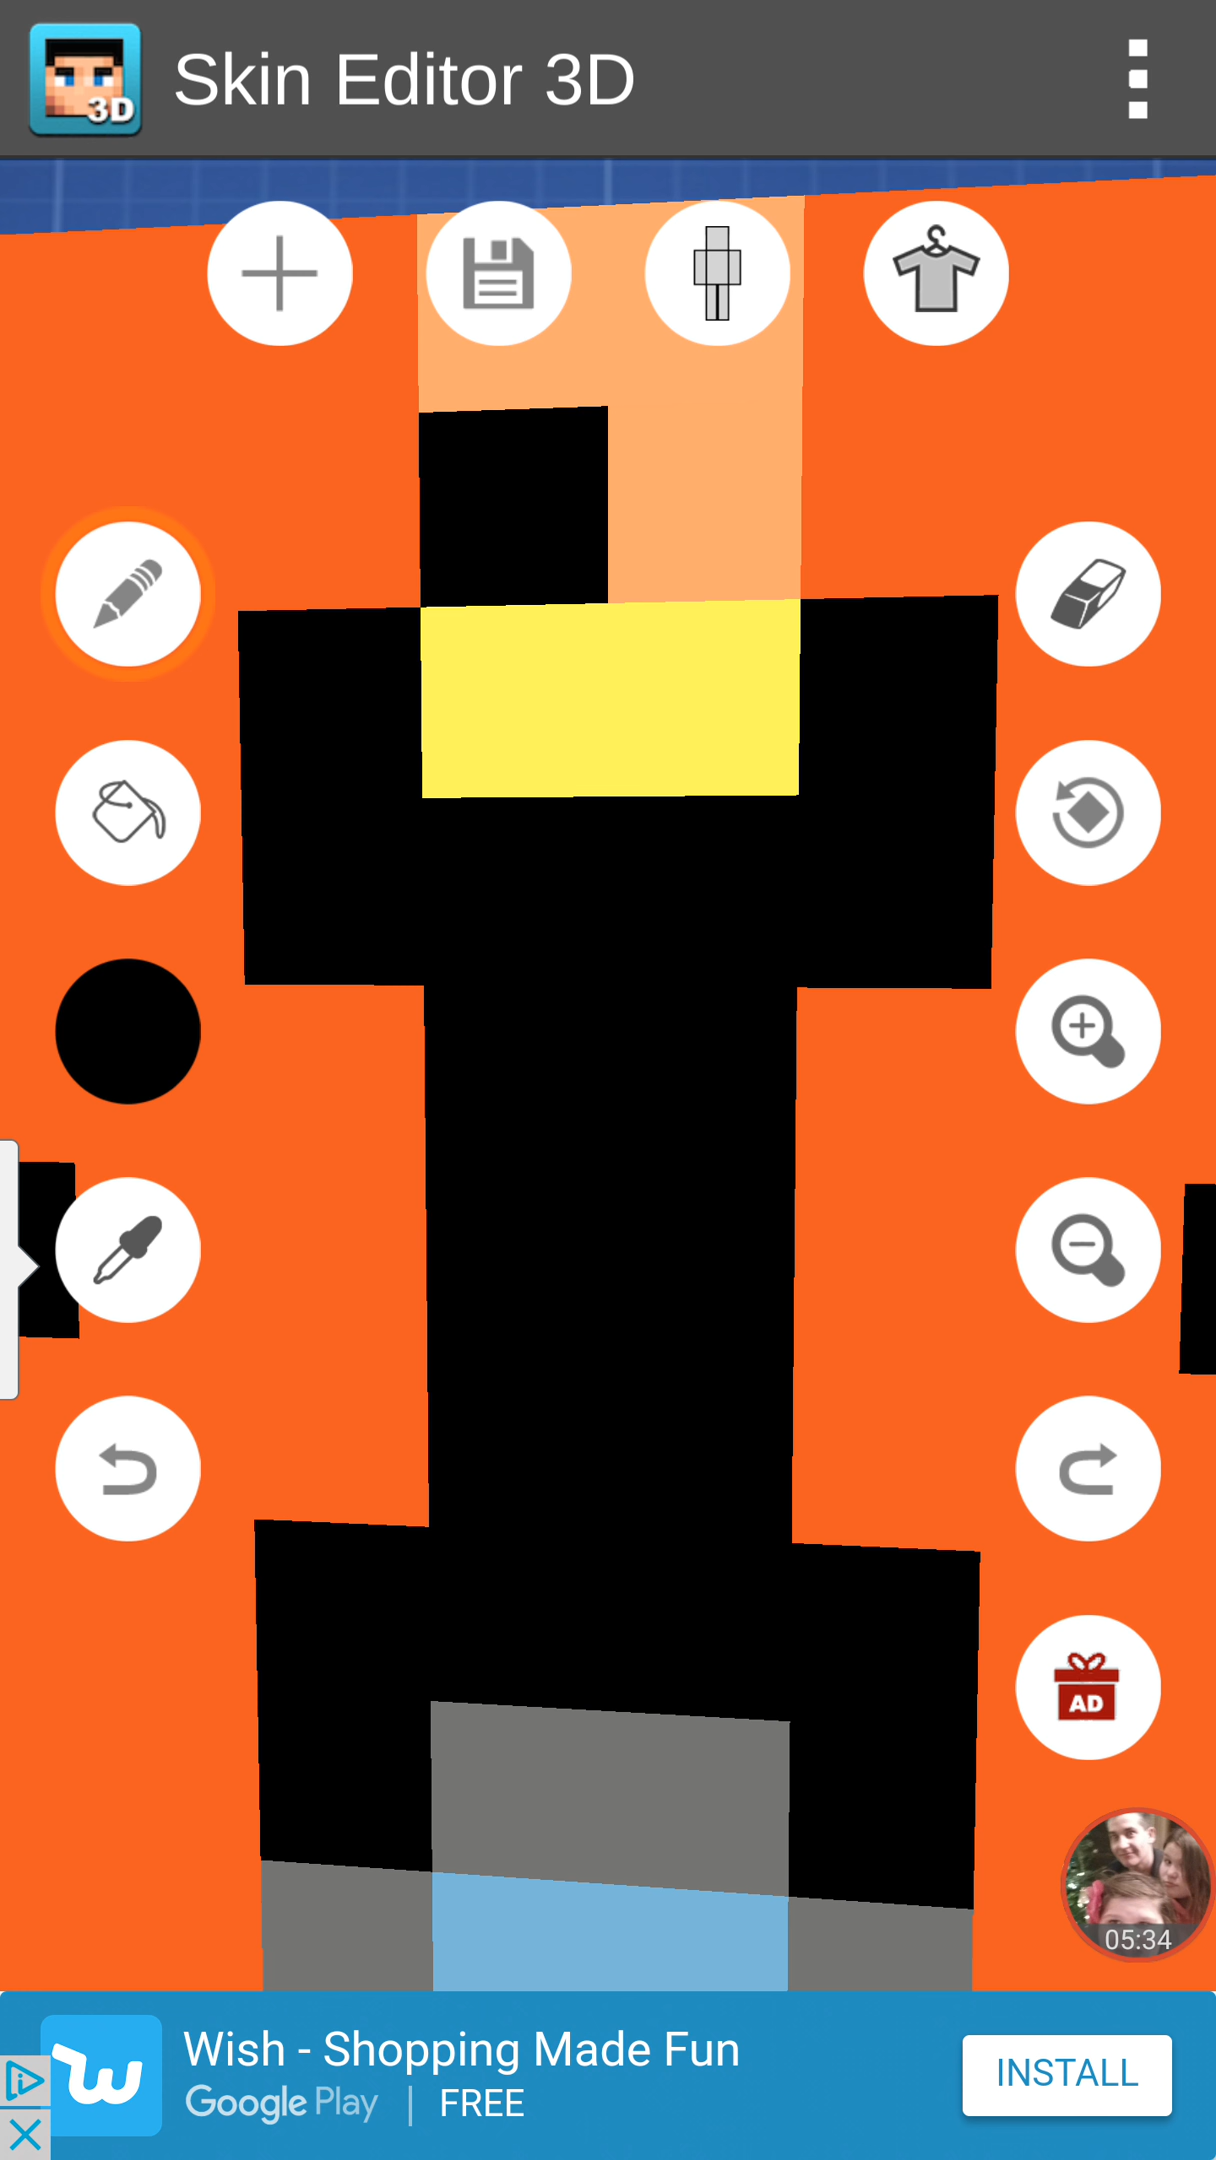 3D
Skin Editor 3D
AD
05:34
Wish - Shopping Made Fun
Google Play | FREE
INSTALL